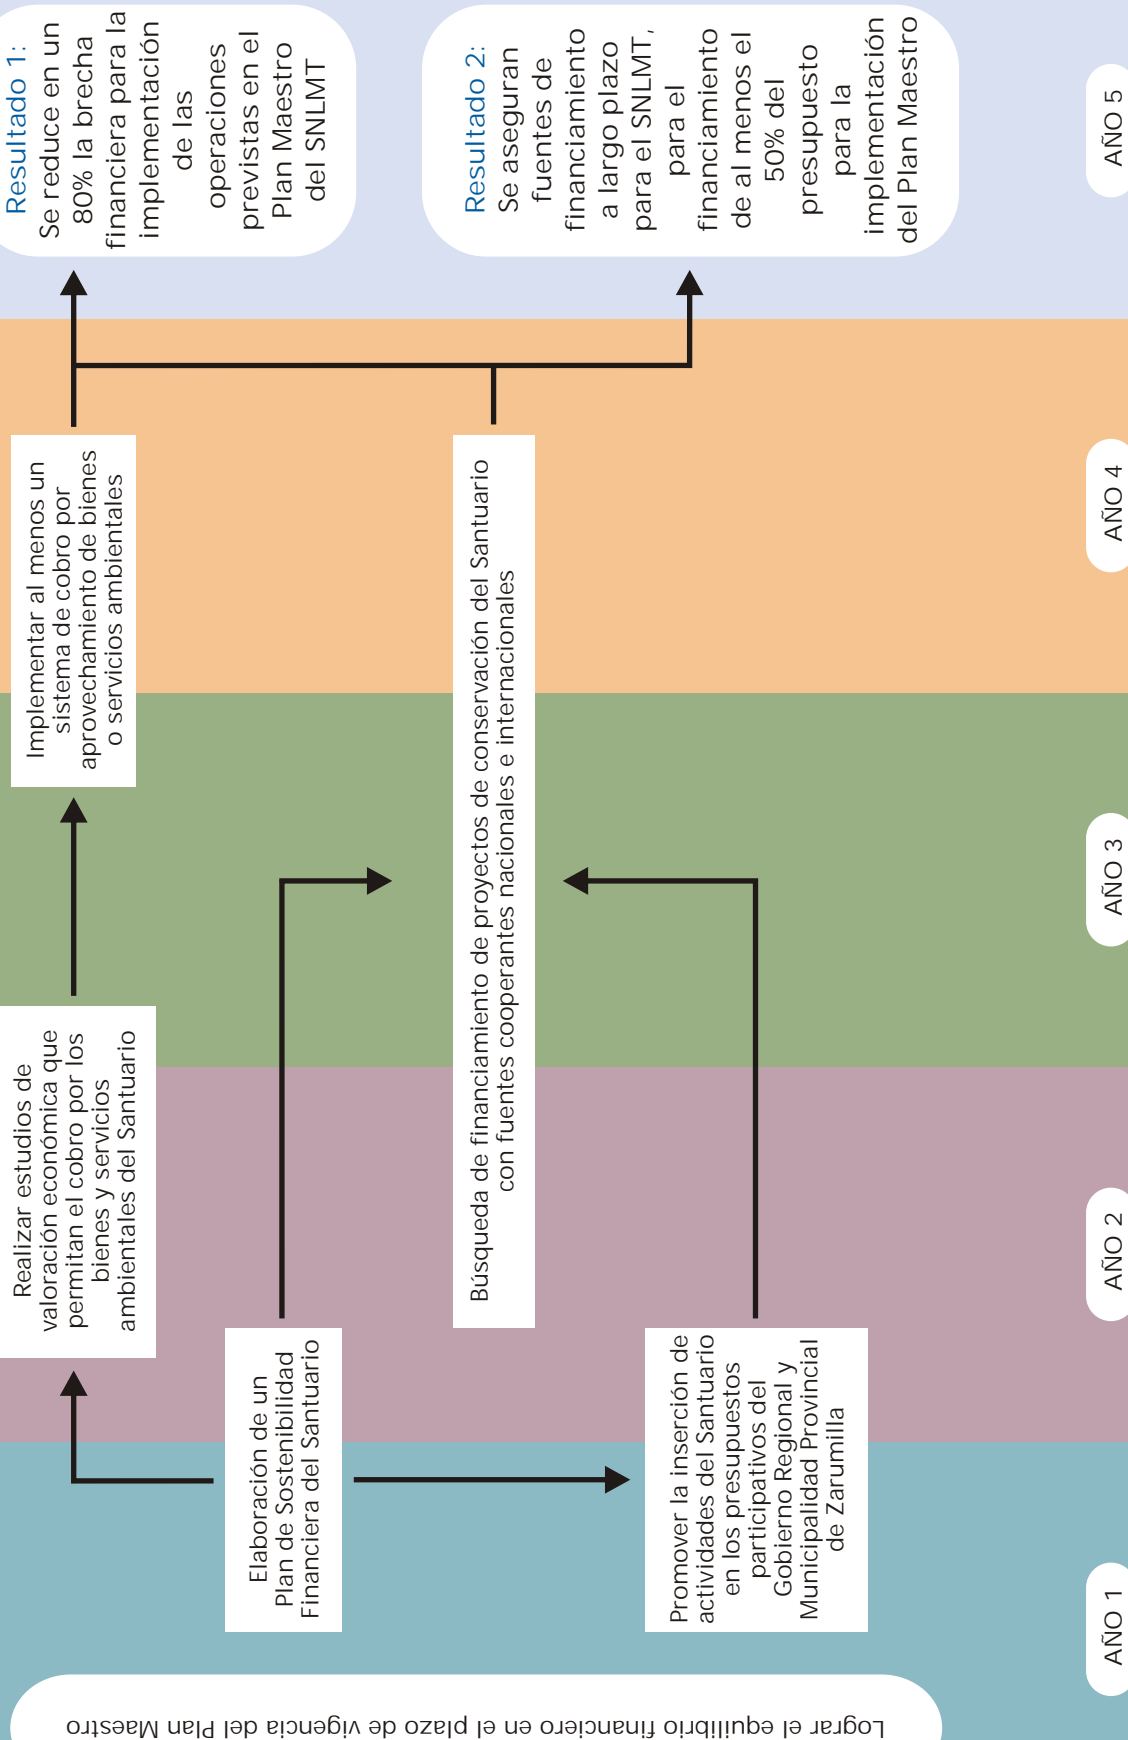 Lograr el equilibrio financiero en el plazo de vigencia del Plan Maestro
Elaboración de un
Plan de Sostenibilidad
Financiera del Santuario
Promover la inserción de
actividades del Santuario
en los presupuestos
participativos del
Gobierno Regional y
Municipalidad Provincial
de Zarumilla
Realizar estudios de
valoración económica que
permitan el cobro por los
bienes y servicios
ambientales del Santuario
Búsqueda de financiamiento de proyectos de conservación del Santuario
con fuentes cooperantes nacionales e internacionales
Implementar al menos un
sistema de cobro por
aprovechamiento de bienes
o servicios ambientales
Resultado 1:
Se reduce en un
80% la brecha
financiera para la
implementación
de las
operaciones
previstas en el
Plan Maestro
del SNLMT
Resultado 2:
Se aseguran
fuentes de
financiamiento
a largo plazo
para el SNLMT,
para el
financiamiento
de al menos el
50% del
presupuesto
para la
implementación
del Plan Maestro
AÑO 1
AÑO 2
AÑO 3
AÑO 4
AÑO 5